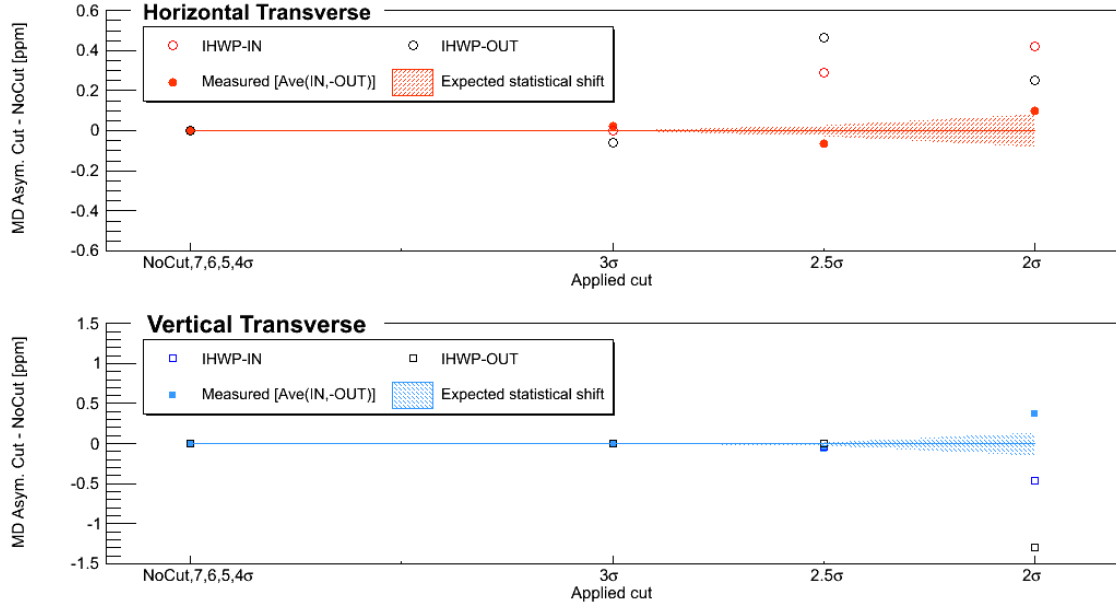 Horizontal Transverse
MD Asym. Cut - NoCut [ppm]
0.6
0.4
0.2
0
-0.2
-0.4
-0.6
IHWP-IN
IHWP-OUT
Measured [Ave(IN,-OUT)]
Expected statistical shift
NoCut,7,6,5,4σ
3σ
2.5σ
2σ
Applied cut
Vertical Transverse
MD Asym. Cut - NoCut [ppm]
1.5
1
0.5
0
-0.5
-1
-1.5
IHWP-IN
IHWP-OUT
Measured [Ave(IN,-OUT)]
Expected statistical shift
NoCut,7,6,5,4σ
3σ
2.5σ
2σ
Applied cut